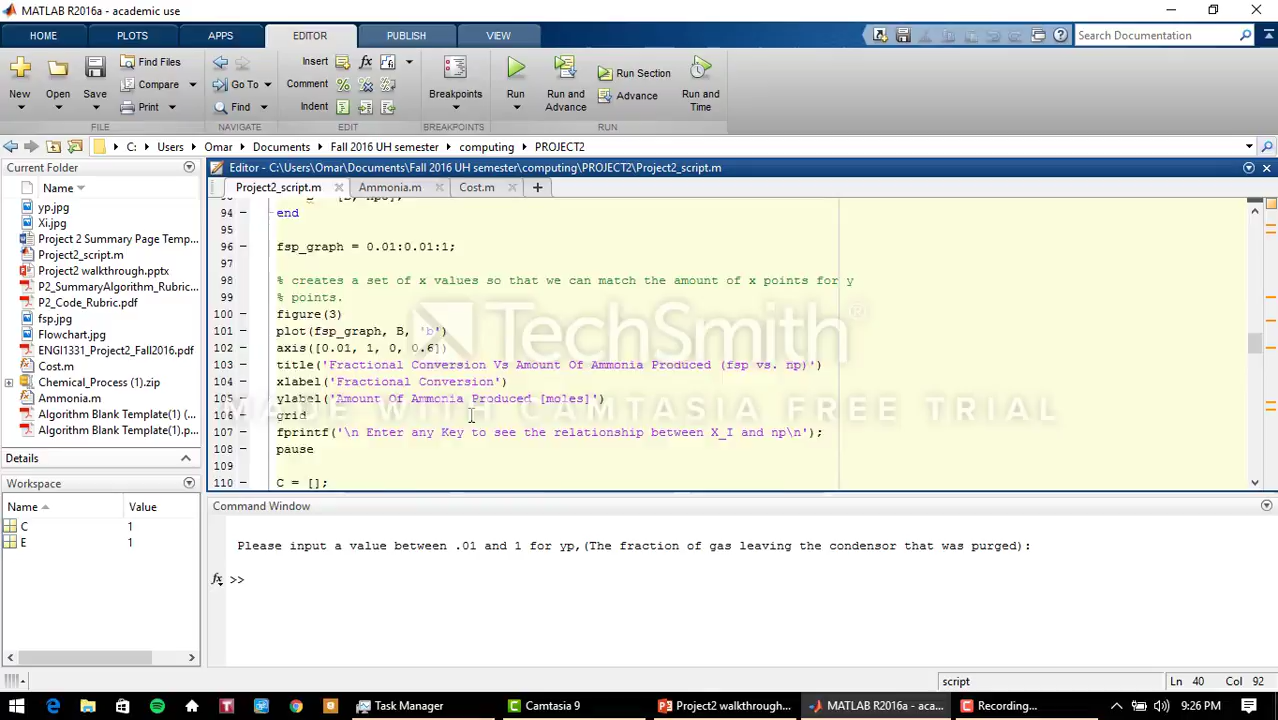 MATLAB R2016a - academic use
HOME PLOTS APPS EDITOR PUBLISH VIEW
Search Documentation
New Open Save Find Files Compare Print
Go To Find
Insert Comment Indent
Breakpoints
Run Run and Advance Run Section Advance Run and Time
FILE NAVIGATE EDIT BREAKPOINTS RUN
C: Users Omar Documents Fall 2016 UH semester computing PROJECT2
Current Folder
Name
yp.jpg
Xi.jpg
Project 2 Summary Page Temp...
Project2_script.m
Project2 walkthrough.pptx
P2_SummaryAlgorithm_Rubric...
P2_Code_Rubric.pdf
fsp.jpg
Flowchart.jpg
ENGI1331_Project2_Fall2016.pdf
Cost.m
Chemical_Process (1).zip
Ammonia.m
Algorithm Blank Template(1) (...
Algorithm Blank Template(1).p...
Details
Workspace
Name Value
C 1
E 1
Editor - C:\Users\Omar\Documents\Fall 2016 UH semester\computing\PROJECT2\Project2_script.m
Project2_script.m Ammonia.m Cost.m
94 end
95
96 fsp_graph = 0.01:0.01:1;
97
98 % creates a set of x values so that we can match the amount of x points for y
99 % points.
100 figure(3)
101 plot(fsp_graph, B, 'b')
102 axis([0.01, 1, 0, 0.6])
103 title('Fractional Conversion Vs Amount Of Ammonia Produced (fsp vs. np)')
104 xlabel('Fractional Conversion')
105 ylabel('Amount Of Ammonia Produced [moles]')
106 grid
107 fprintf('\n Enter any Key to see the relationship between X_I and np\n');
108 pause
109
110 C = [];
TechSmith®
MADE WITH CAMTASIA FREE TRIAL
Command Window
Please input a value between .01 and 1 for yp,(The fraction of gas leaving the condensor that was purged):
fx >>
script Ln 40 Col 92
Task Manager Camtasia 9 Project2 walkthrough... MATLAB R2016a - aca... Recording... 9:26 PM